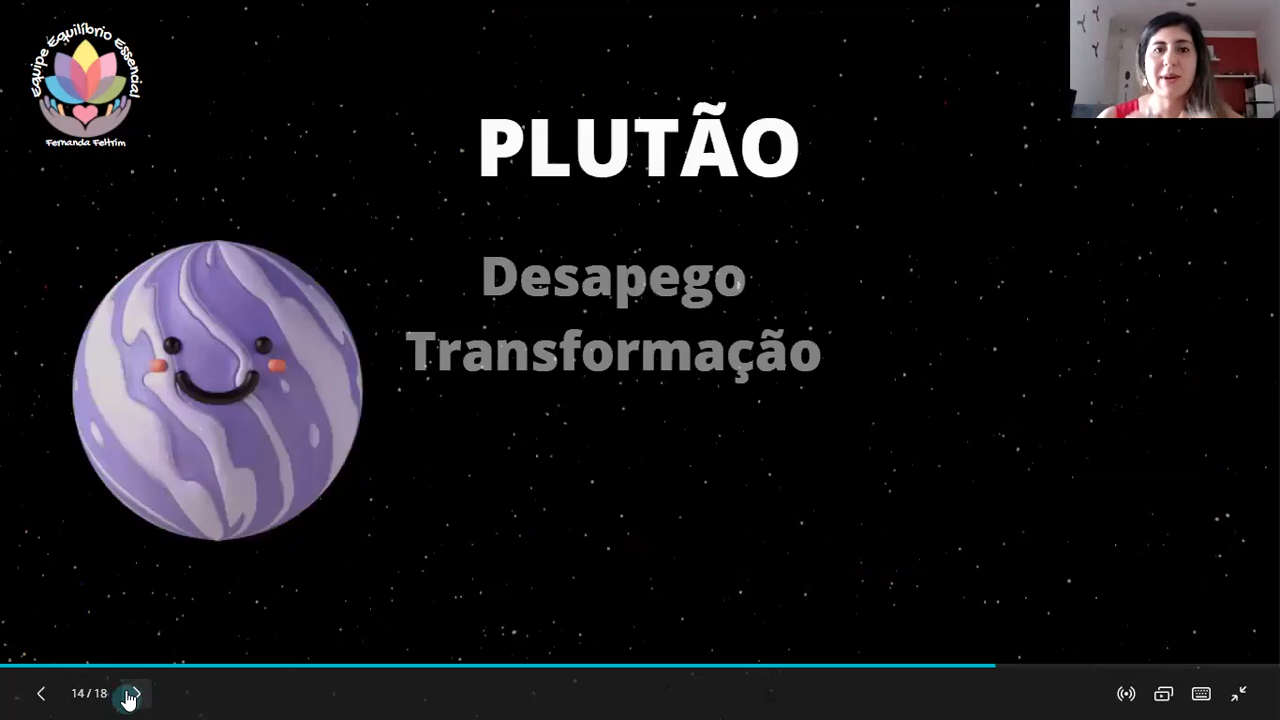 Equipe Equilíbrio Essencial
Fernanda Feltrim
PLUTÃO
Desapego
Transformação
14 / 18